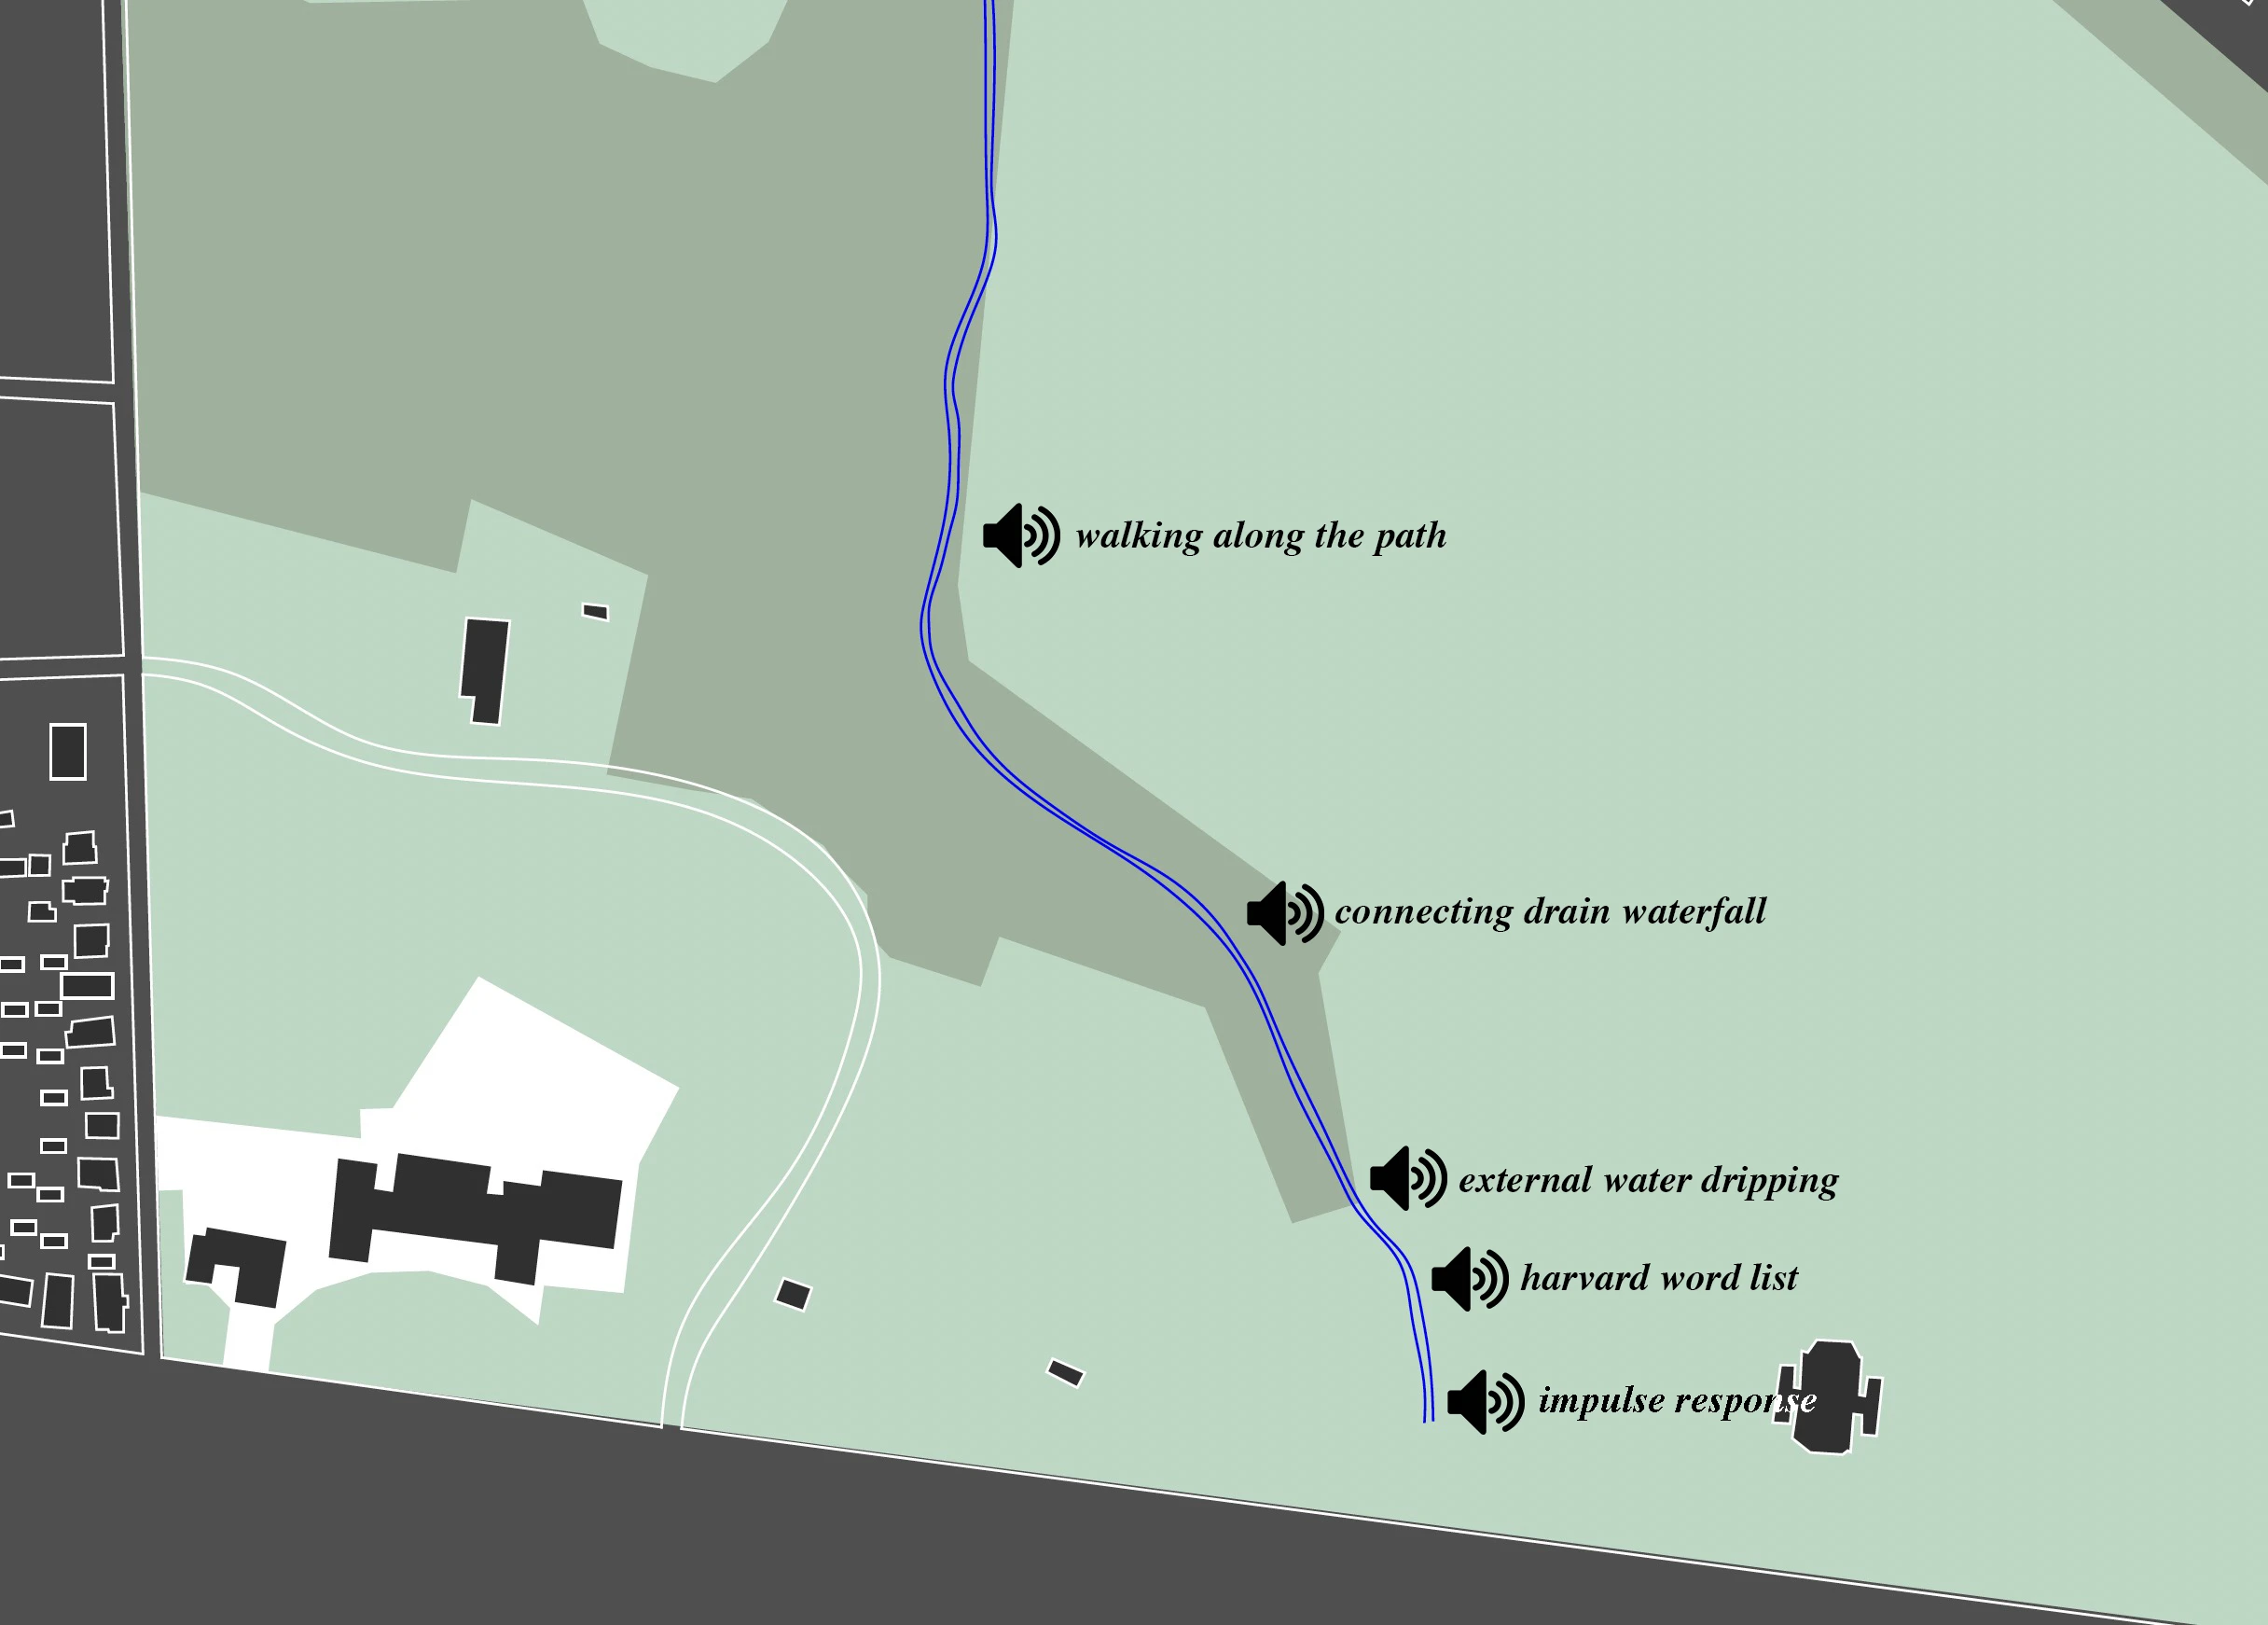 walking along the path
connecting drain waterfall
external water dripping
harvard word list
impulse response